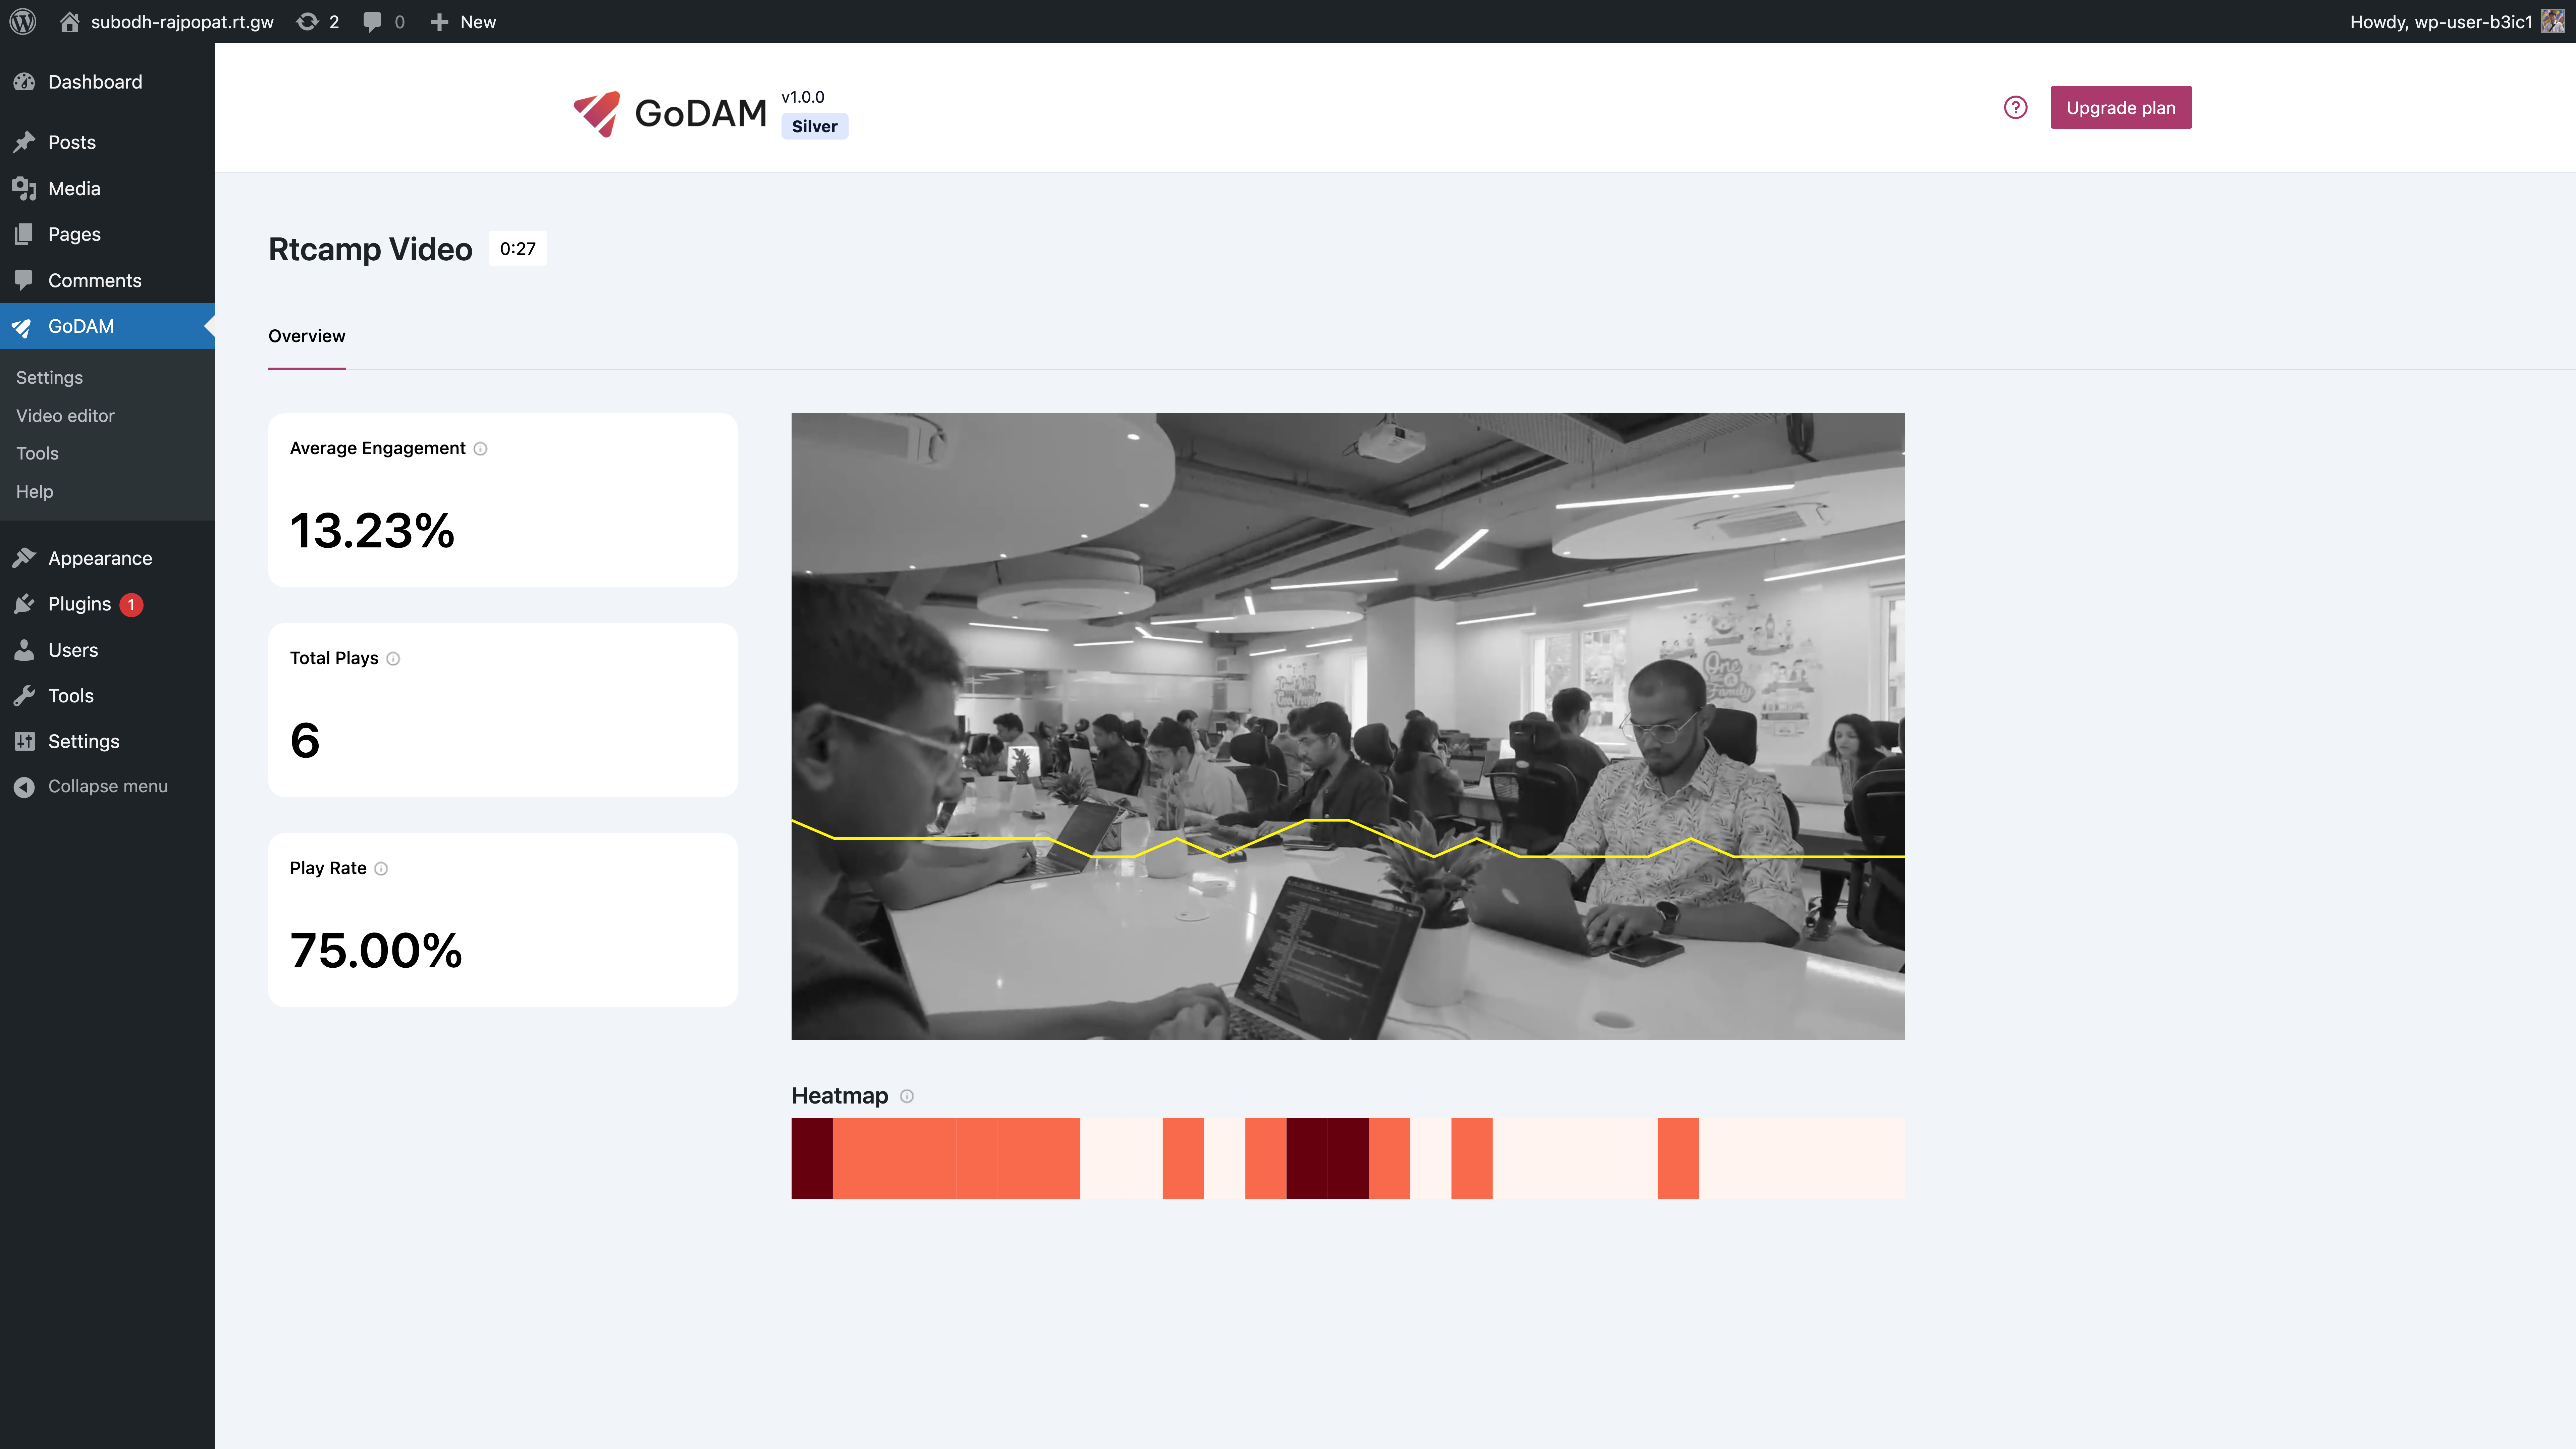 subodh-rajpopat.rt.gw 2 0 New Howdy, wp-user-b3ic1
Dashboard
Posts
Media
Pages
Comments
GoDAM
Settings
Video editor
Tools
Help
Appearance
Plugins 1
Users
Tools
Settings
Collapse menu
GoDAM v1.0.0
Silver
Upgrade plan
Rtcamp Video 0:27
Overview
Average Engagement
13.23%
Total Plays
6
Play Rate
75.00%
One
Family
Heatmap